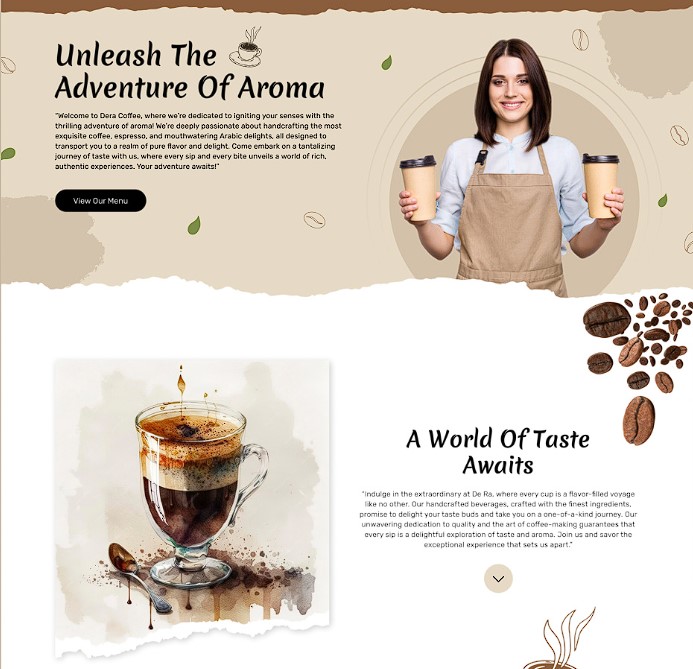 Unleash The
Adventure Of Aroma
"Welcome to Dera Coffee, where we're dedicated to igniting your senses with the
thrilling adventure of aroma! We're deeply passionate about handcrafting the most
exquisite coffee, espresso, and mouthwatering Arabic delights, all designed to
transport you to a realm of pure flavor and delight. Come embark on a tantalizing
journey of taste with us, where every sip and every bite unveils a world of rich,
authentic experiences. Your adventure awaits!"
View Our Menu
A World Of Taste
Awaits
"Indulge in the extraordinary at De Ra, where every cup is a flavor-filled voyage
like no other. Our handcrafted beverages, crafted with the finest ingredients,
promise to delight your taste buds and take you on a one-of-a-kind journey. Our
unwavering dedication to quality and the art of coffee-making guarantees that
every sip is a delightful exploration of taste and aroma. Join us and savor the
exceptional experience that sets us apart."